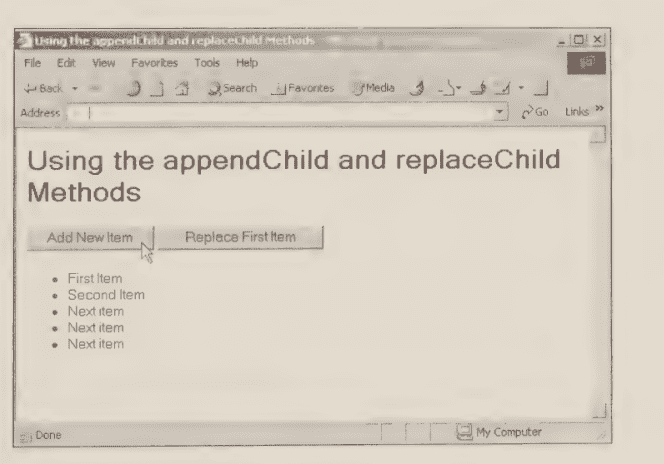 Using the appendChild and replaceChild Methods
File Edit View Favorites Tools Help
Back Search Favorites Media
Address Go Links »
Using the appendChild and replaceChild
Methods
Add New Item Replace First Item
• First Item
• Second Item
• Next item
• Next item
• Next item
Done My Computer